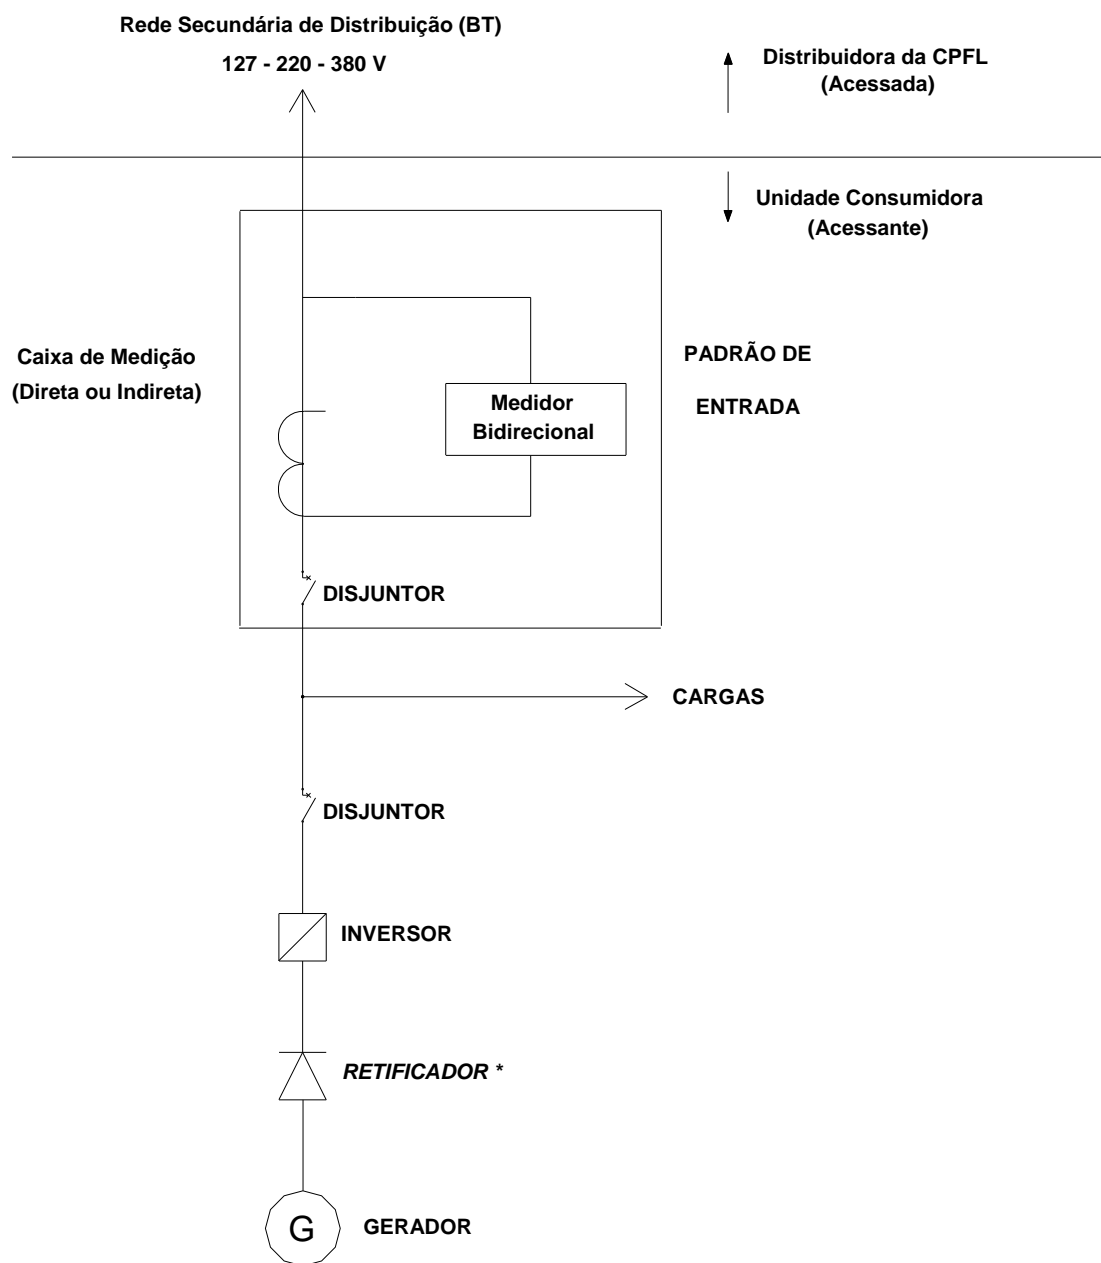 Rede Secundária de Distribuição (BT)
127 - 220 - 380 V
Distribuidora da CPFL
(Acessada)
Unidade Consumidora
(Acessante)
Caixa de Medição
(Direta ou Indireta)
PADRÃO DE
ENTRADA
Medidor
Bidirecional
DISJUNTOR
CARGAS
DISJUNTOR
INVERSOR
RETIFICADOR *
G
GERADOR